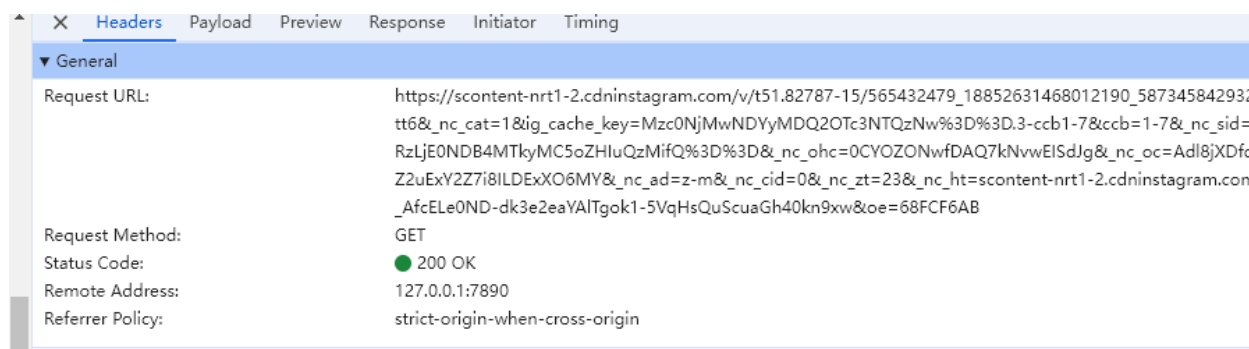 Headers Payload Preview Response Initiator Timing
▼ General
Request URL: https://scontent-nrt1-2.cdninstagram.com/v/t51.82787-15/565432479_18852631468012190_587345842932
tt6&_nc_cat=1&ig_cache_key=Mzc0NjMwNDYyMDQ2OTc3NTQzNw%3D%3D.3-ccb1-7&ccb=1-7&_nc_sid=
RzLjE0NDB4MTkyMC5oZHIuQzMifQ%3D%3D&_nc_ohc=0CYOZONwfDAQ7kNvwEISdJg&_nc_oc=Adl8jXDfc
Z2uExY2Z7i8ILDExXO6MY&_nc_ad=z-m&_nc_cid=0&_nc_zt=23&_nc_ht=scontent-nrt1-2.cdninstagram.con
_AfcELe0ND-dk3e2eaYAlTgok1-5VqHsQuScuaGh40kn9xw&oe=68FCF6AB
Request Method: GET
Status Code: 200 OK
Remote Address: 127.0.0.1:7890
Referrer Policy: strict-origin-when-cross-origin